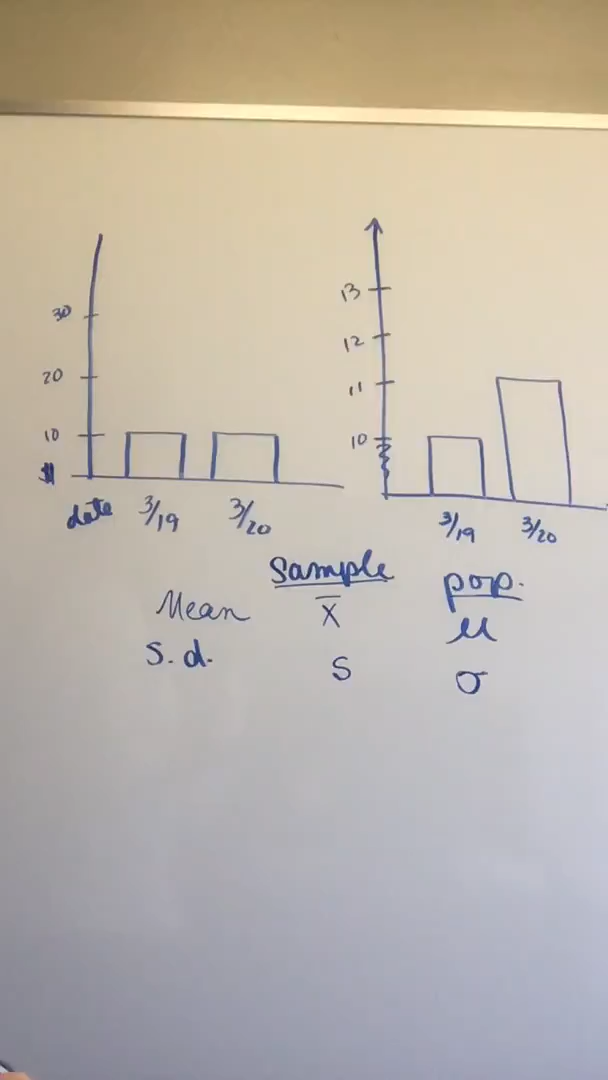 30
20
10
date 3/19 3/20
13
12
11
10
3/19 3/20
Sample pop.
Mean x̅ μ
s.d. s σ